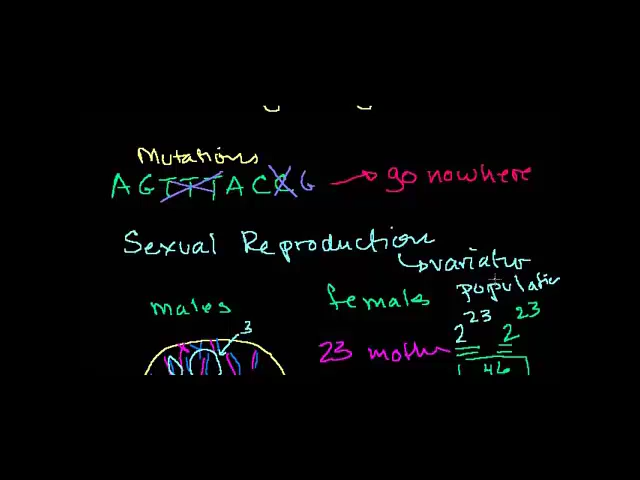 Mutations
AGTTTACCG → go nowhere
Sexual Reproduction
variation
population
males females
2^23 2^23
3
23 mother
46